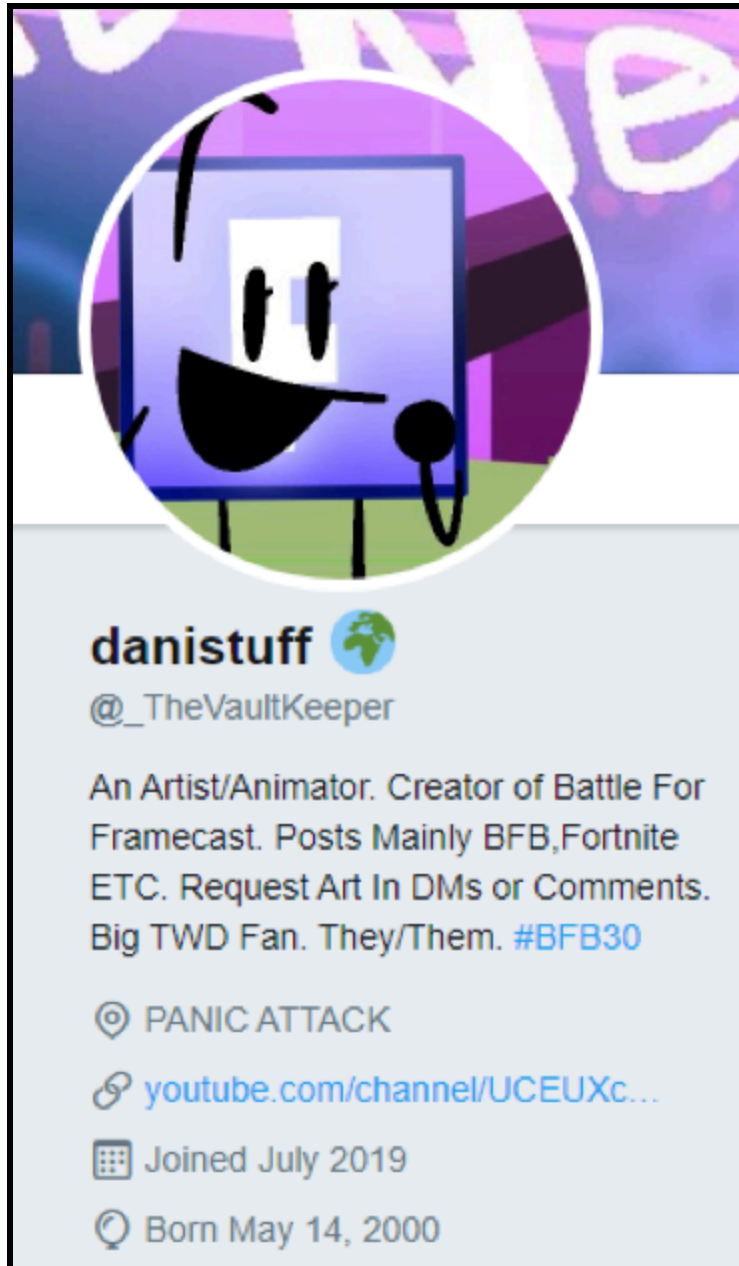 Me
danistuff
@_TheVaultKeeper
An Artist/Animator. Creator of Battle For
Framecast. Posts Mainly BFB,Fortnite
ETC. Request Art In DMs or Comments.
Big TWD Fan. They/Them. #BFB30
PANIC ATTACK
youtube.com/channel/UCEUXc...
Joined July 2019
Born May 14, 2000